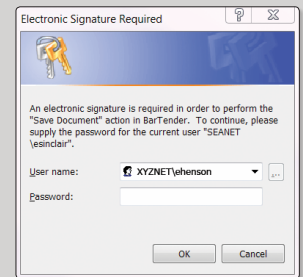 Electronic Signature Required
An electronic signature is required in order to perform the
"Save Document" action in BarTender. To continue, please
supply the password for the current user "SEANET
\esinclair".
User name:
XYZNET\ehenson
...
Password:
OK
Cancel